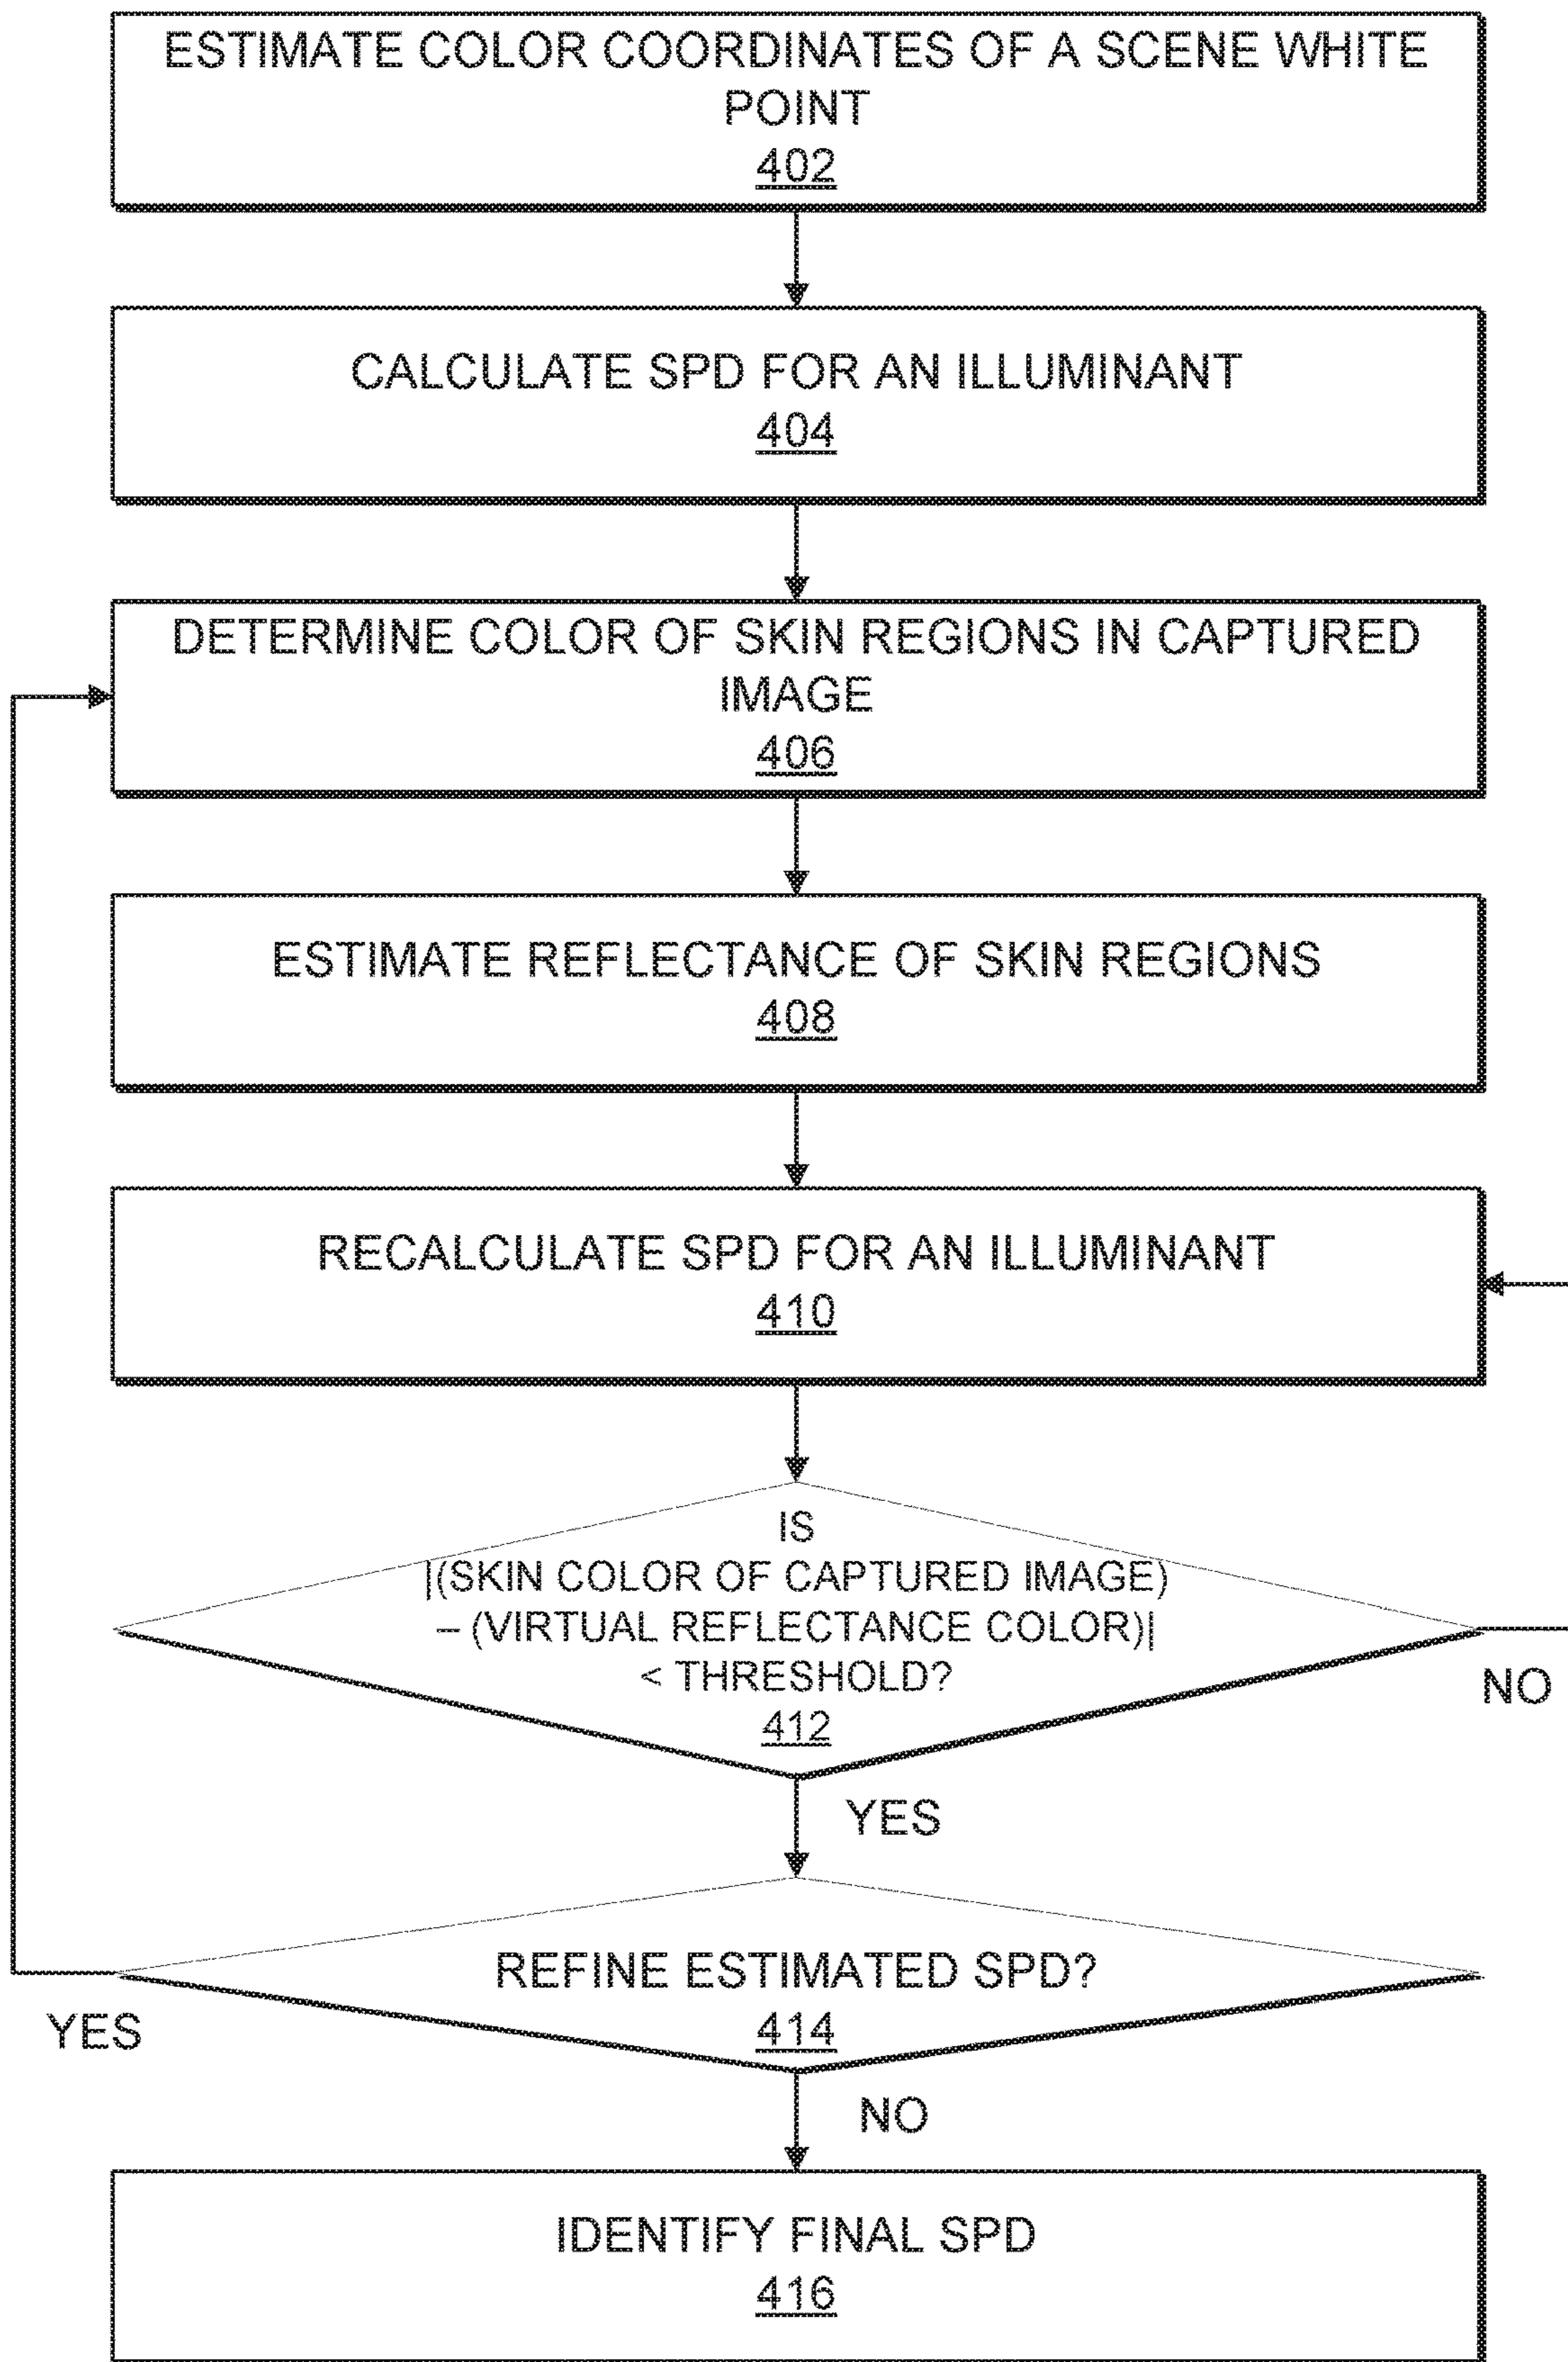 ESTIMATE COLOR COORDINATES OF A SCENE WHITE
POINT
402
CALCULATE SPD FOR AN ILLUMINANT
404
DETERMINE COLOR OF SKIN REGIONS IN CAPTURED
IMAGE
406
ESTIMATE REFLECTANCE OF SKIN REGIONS
408
RECALCULATE SPD FOR AN ILLUMINANT
410
IS
|(SKIN COLOR OF CAPTURED IMAGE)
– (VIRTUAL REFLECTANCE COLOR)|
< THRESHOLD?
412
NO
YES
REFINE ESTIMATED SPD?
414
YES
NO
IDENTIFY FINAL SPD
416